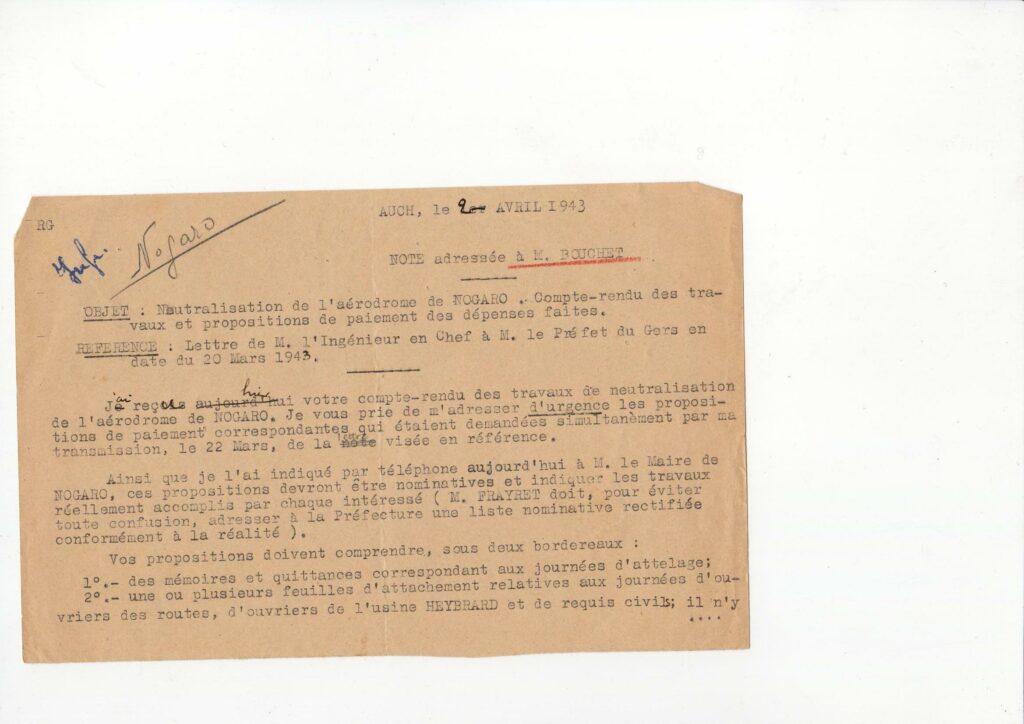 RG
AUCH, le 2 AVRIL 1943
Nogaro
NOTE adressée à M. BOUCHET
OBJET : Neutralisation de l'aérodrome de NOGARO . Compte-rendu des tra-
vaux et propositions de paiement des dépenses faites.
REFERENCE : Lettre de M. l'Ingénieur en Chef à M. le Préfet du Gers en
date du 20 Mars 1943.
hier
J'ai reçu aujourd'hui votre compte-rendu des travaux de neutralisation
de l'aérodrome de NOGARO. Je vous prie de m'adresser d'urgence les proposi-
tions de paiement correspondantes qui étaient demandées simultanément par ma
lettre
transmission, le 22 Mars, de la note visée en référence.
Ainsi que je l'ai indiqué par téléphone aujourd'hui à M. le Maire de
NOGARO, ces propositions devront être nominatives et indiquer les travaux
réellement accomplis par chaque intéressé ( M. FRAYRET doit, pour éviter
toute confusion, adresser à la Préfecture une liste nominative rectifiée
conformément à la réalité ).
Vos propositions doivent comprendre, sous deux bordereaux :
1°.- des mémoires et quittances correspondant aux journées d'attelage;
2°.- une ou plusieurs feuilles d'attachement relatives aux journées d'ou-
vriers des routes, d'ouvriers de l'usine HEYBRARD et de requis civils; il n'y
....